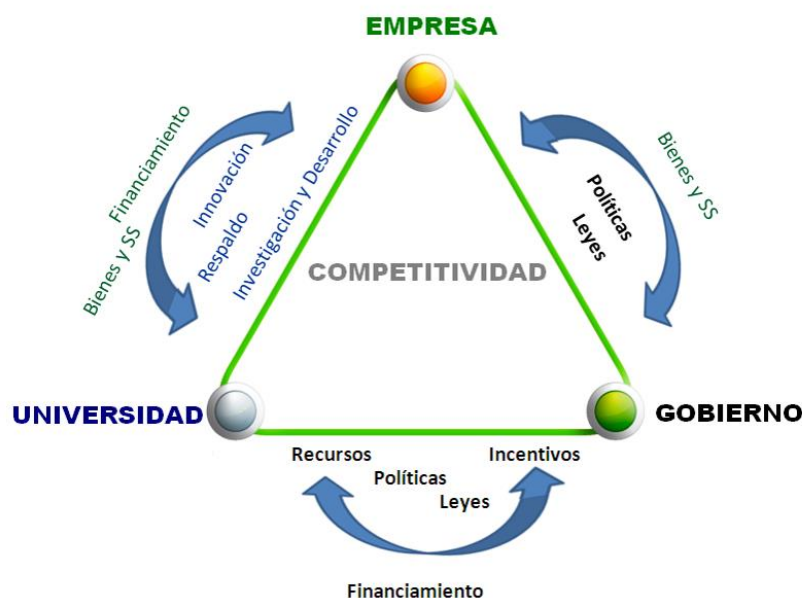 EMPRESA
Financiamiento
Bienes y SS
Innovación
Respaldo
Investigación y Desarrollo
Bienes y SS
Políticas
Leyes
COMPETITIVIDAD
UNIVERSIDAD
GOBIERNO
Recursos
Incentivos
Políticas
Leyes
Financiamiento